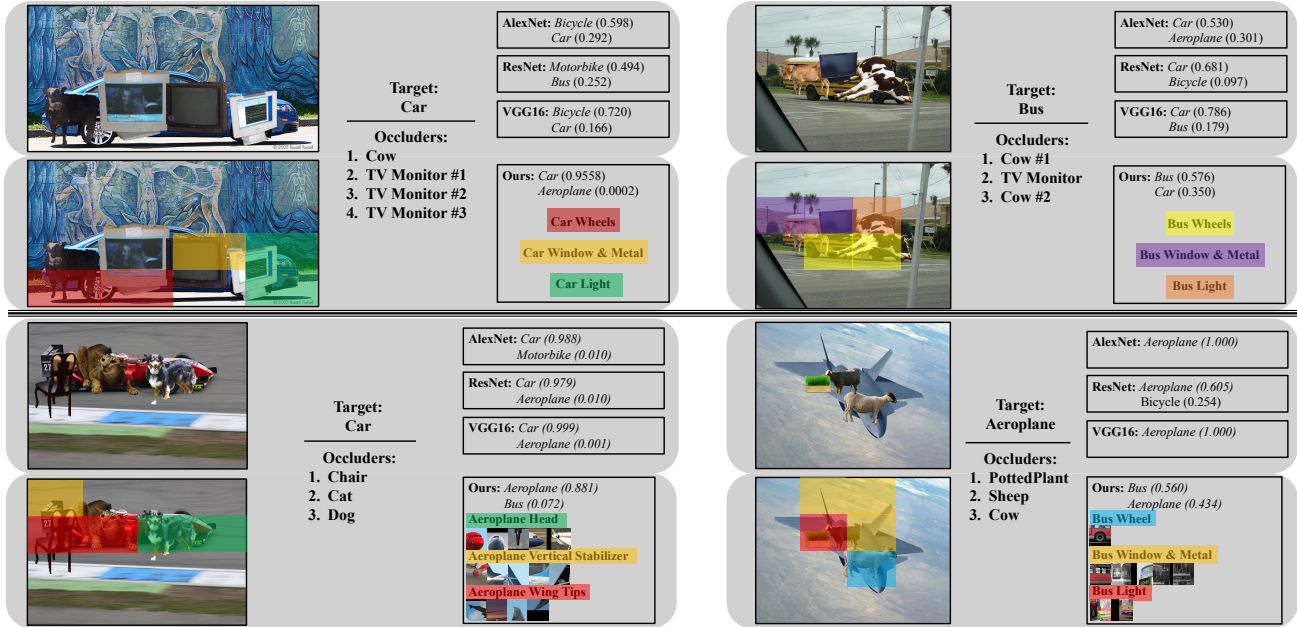 AlexNet: Bicycle (0.598)
Car (0.292)
ResNet: Motorbike (0.494)
Bus (0.252)
VGG16: Bicycle (0.720)
Car (0.166)
Target:
Car
Occluders:
1. Cow
2. TV Monitor #1
3. TV Monitor #2
4. TV Monitor #3
Ours: Car (0.9558)
Aeroplane (0.0002)
Car Wheels
Car Window & Metal
Car Light
AlexNet: Car (0.530)
Aeroplane (0.301)
ResNet: Car (0.681)
Bicycle (0.097)
VGG16: Car (0.786)
Bus (0.179)
Target:
Bus
Occluders:
1. Cow #1
2. TV Monitor
3. Cow #2
Ours: Bus (0.576)
Car (0.350)
Bus Wheels
Bus Window & Metal
Bus Light
27
AlexNet: Car (0.988)
Motorbike (0.010)
ResNet: Car (0.979)
Aeroplane (0.010)
VGG16: Car (0.999)
Aeroplane (0.001)
Target:
Car
Occluders:
1. Chair
2. Cat
3. Dog
27
Ours: Aeroplane (0.881)
Bus (0.072)
Aeroplane Head
Aeroplane Vertical Stabilizer
Aeroplane Wing Tips
AlexNet: Aeroplane (1.000)
ResNet: Aeroplane (0.605)
Bicycle (0.254)
VGG16: Aeroplane (1.000)
Target:
Aeroplane
Occluders:
1. PottedPlant
2. Sheep
3. Cow
Ours: Bus (0.560)
Aeroplane (0.434)
Bus Wheel
Bus Window & Metal
Bus Light